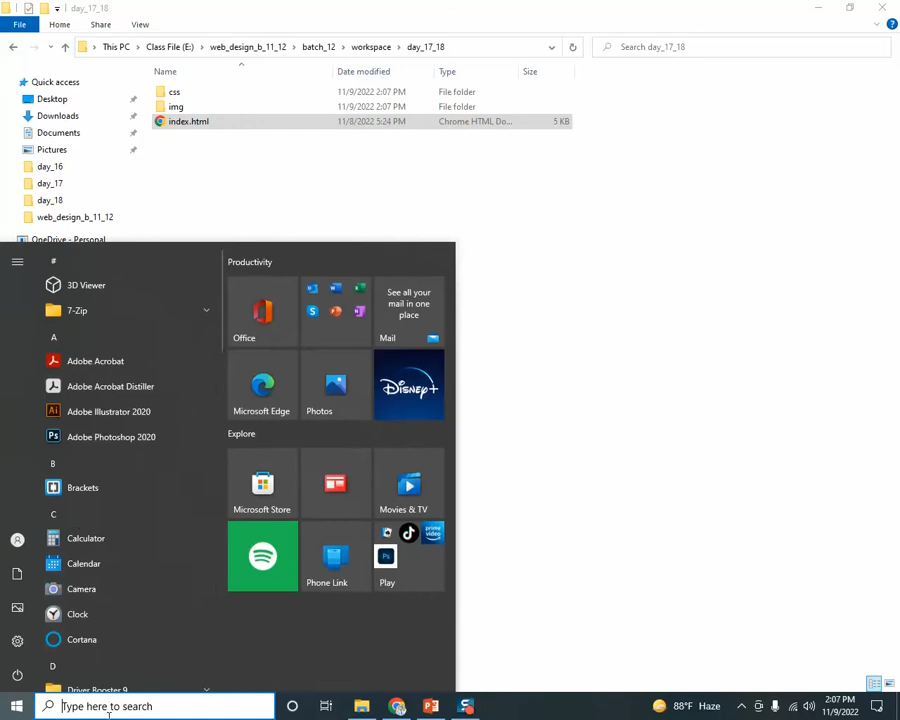 day_17_18
File Home Share View
This PC Class File (E:) web_design_b_11_12 batch_12 workspace day_17_18 Search day_17_18
Name Date modified Type Size
Quick access
Desktop
Downloads
Documents
Pictures
day_16
day_17
day_18
web_design_b_11_12
OneDrive - Personal
css 11/9/2022 2:07 PM File folder
img 11/9/2022 2:07 PM File folder
index.html 11/8/2022 5:24 PM Chrome HTML Do... 5 KB
#
3D Viewer
7-Zip
A
Adobe Acrobat
Adobe Acrobat Distiller
Adobe Illustrator 2020
Adobe Photoshop 2020
B
Brackets
C
Calculator
Calendar
Camera
Clock
Cortana
D
Driver Booster 9
Productivity
Office
See all your
mail in one
place
Mail
Microsoft Edge
Photos
Disney+
Explore
Microsoft Store
Movies & TV
Phone Link
prime video
Play
Type here to search
88°F Haze
2:07 PM
11/9/2022